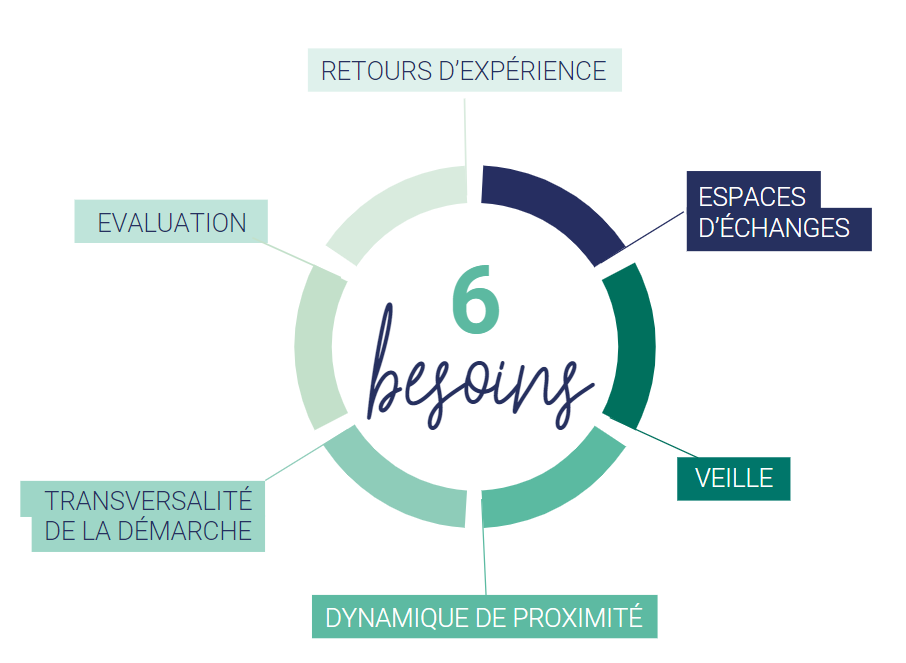 RETOURS D’EXPÉRIENCE
ESPACES
D’ÉCHANGES
EVALUATION
6
besoins
VEILLE
TRANSVERSALITÉ
DE LA DÉMARCHE
DYNAMIQUE DE PROXIMITÉ